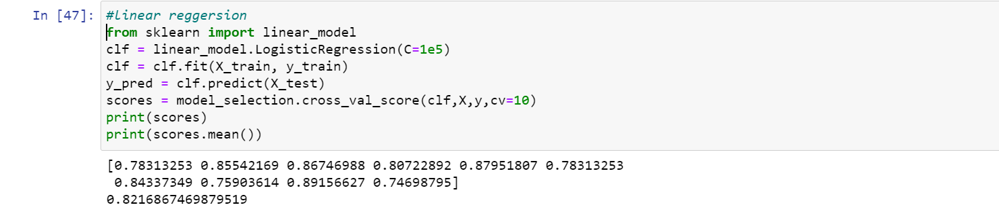 In [47]: #linear reggersion
from sklearn import linear_model
clf = linear_model.LogisticRegression(C=1e5)
clf = clf.fit(X_train, y_train)
y_pred = clf.predict(X_test)
scores = model_selection.cross_val_score(clf,X,y,cv=10)
print(scores)
print(scores.mean())
[0.78313253 0.85542169 0.86746988 0.80722892 0.87951807 0.78313253
0.84337349 0.75903614 0.89156627 0.74698795]
0.8216867469879519